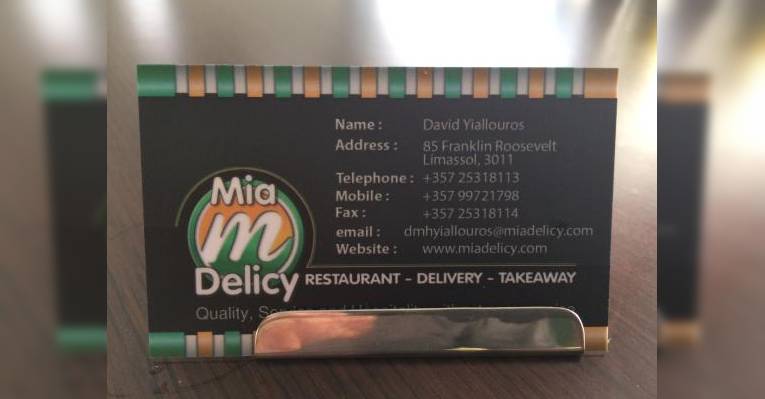 Name : David Yiallouros
Address : 85 Franklin Roosevelt
Limassol, 3011
Telephone : +357 25318113
Mobile : +357 99721798
Fax : +357 25318114
email : dmhyiallouros@miadelicy.com
Website : www.miadelicy.com
Mia
m
Delicy
RESTAURANT - DELIVERY - TAKEAWAY
Quality,